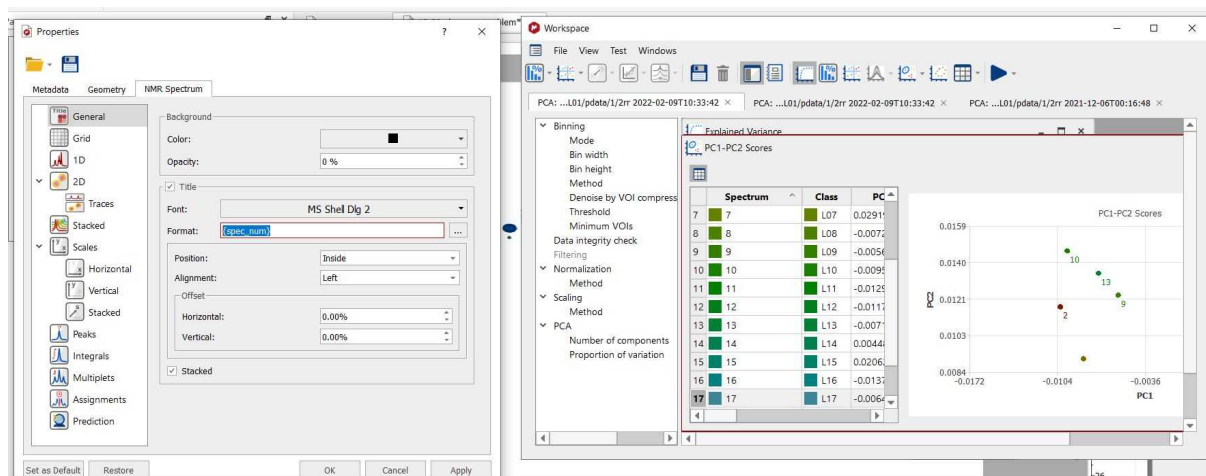 Properties
?
Metadata
Geometry
NMR Spectrum
Title
General
Grid
1D
2D
Traces
Stacked
Scales
Horizontal
Vertical
Stacked
Peaks
Integrals
Multiplets
Assignments
Prediction
Background
Color:
Opacity:
0 %
Title
Font:
MS Shell Dlg 2
Format:
{spec_num}
...
Position:
Inside
Alignment:
Left
Offset
Horizontal:
0.00%
Vertical:
0.00%
Stacked
Set as Default
Restore
OK
Cancel
Apply
Workspace
File View Test Windows
PCA: ...L01/pdata/1/2rr 2022-02-09T10:33:42
PCA: ...L01/pdata/1/2rr 2022-02-09T10:33:42
PCA: ...L01/pdata/1/2rr 2021-12-06T00:16:48
Binning
Mode
Bin width
Bin height
Method
Denoise by VOI compress
Threshold
Minimum VOIs
Data integrity check
Filtering
Normalization
Method
Scaling
Method
PCA
Number of components
Proportion of variation
Explained Variance
PC1-PC2 Scores
Spectrum Class PC
7 7 L07 0.0291
8 8 L08 -0.0072
9 9 L09 -0.0056
10 10 L10 -0.0095
11 11 L11 -0.0129
12 12 L12 -0.0117
13 13 L13 -0.0071
14 14 L14 0.0044
15 15 L15 0.0206
16 16 L16 -0.0137
17 17 L17 -0.0064
PC1-PC2 Scores
PC2
0.0159
0.0140
0.0121
0.0103
0.0084
10
13
9
2
-0.0172
-0.0104
-0.0036
PC1